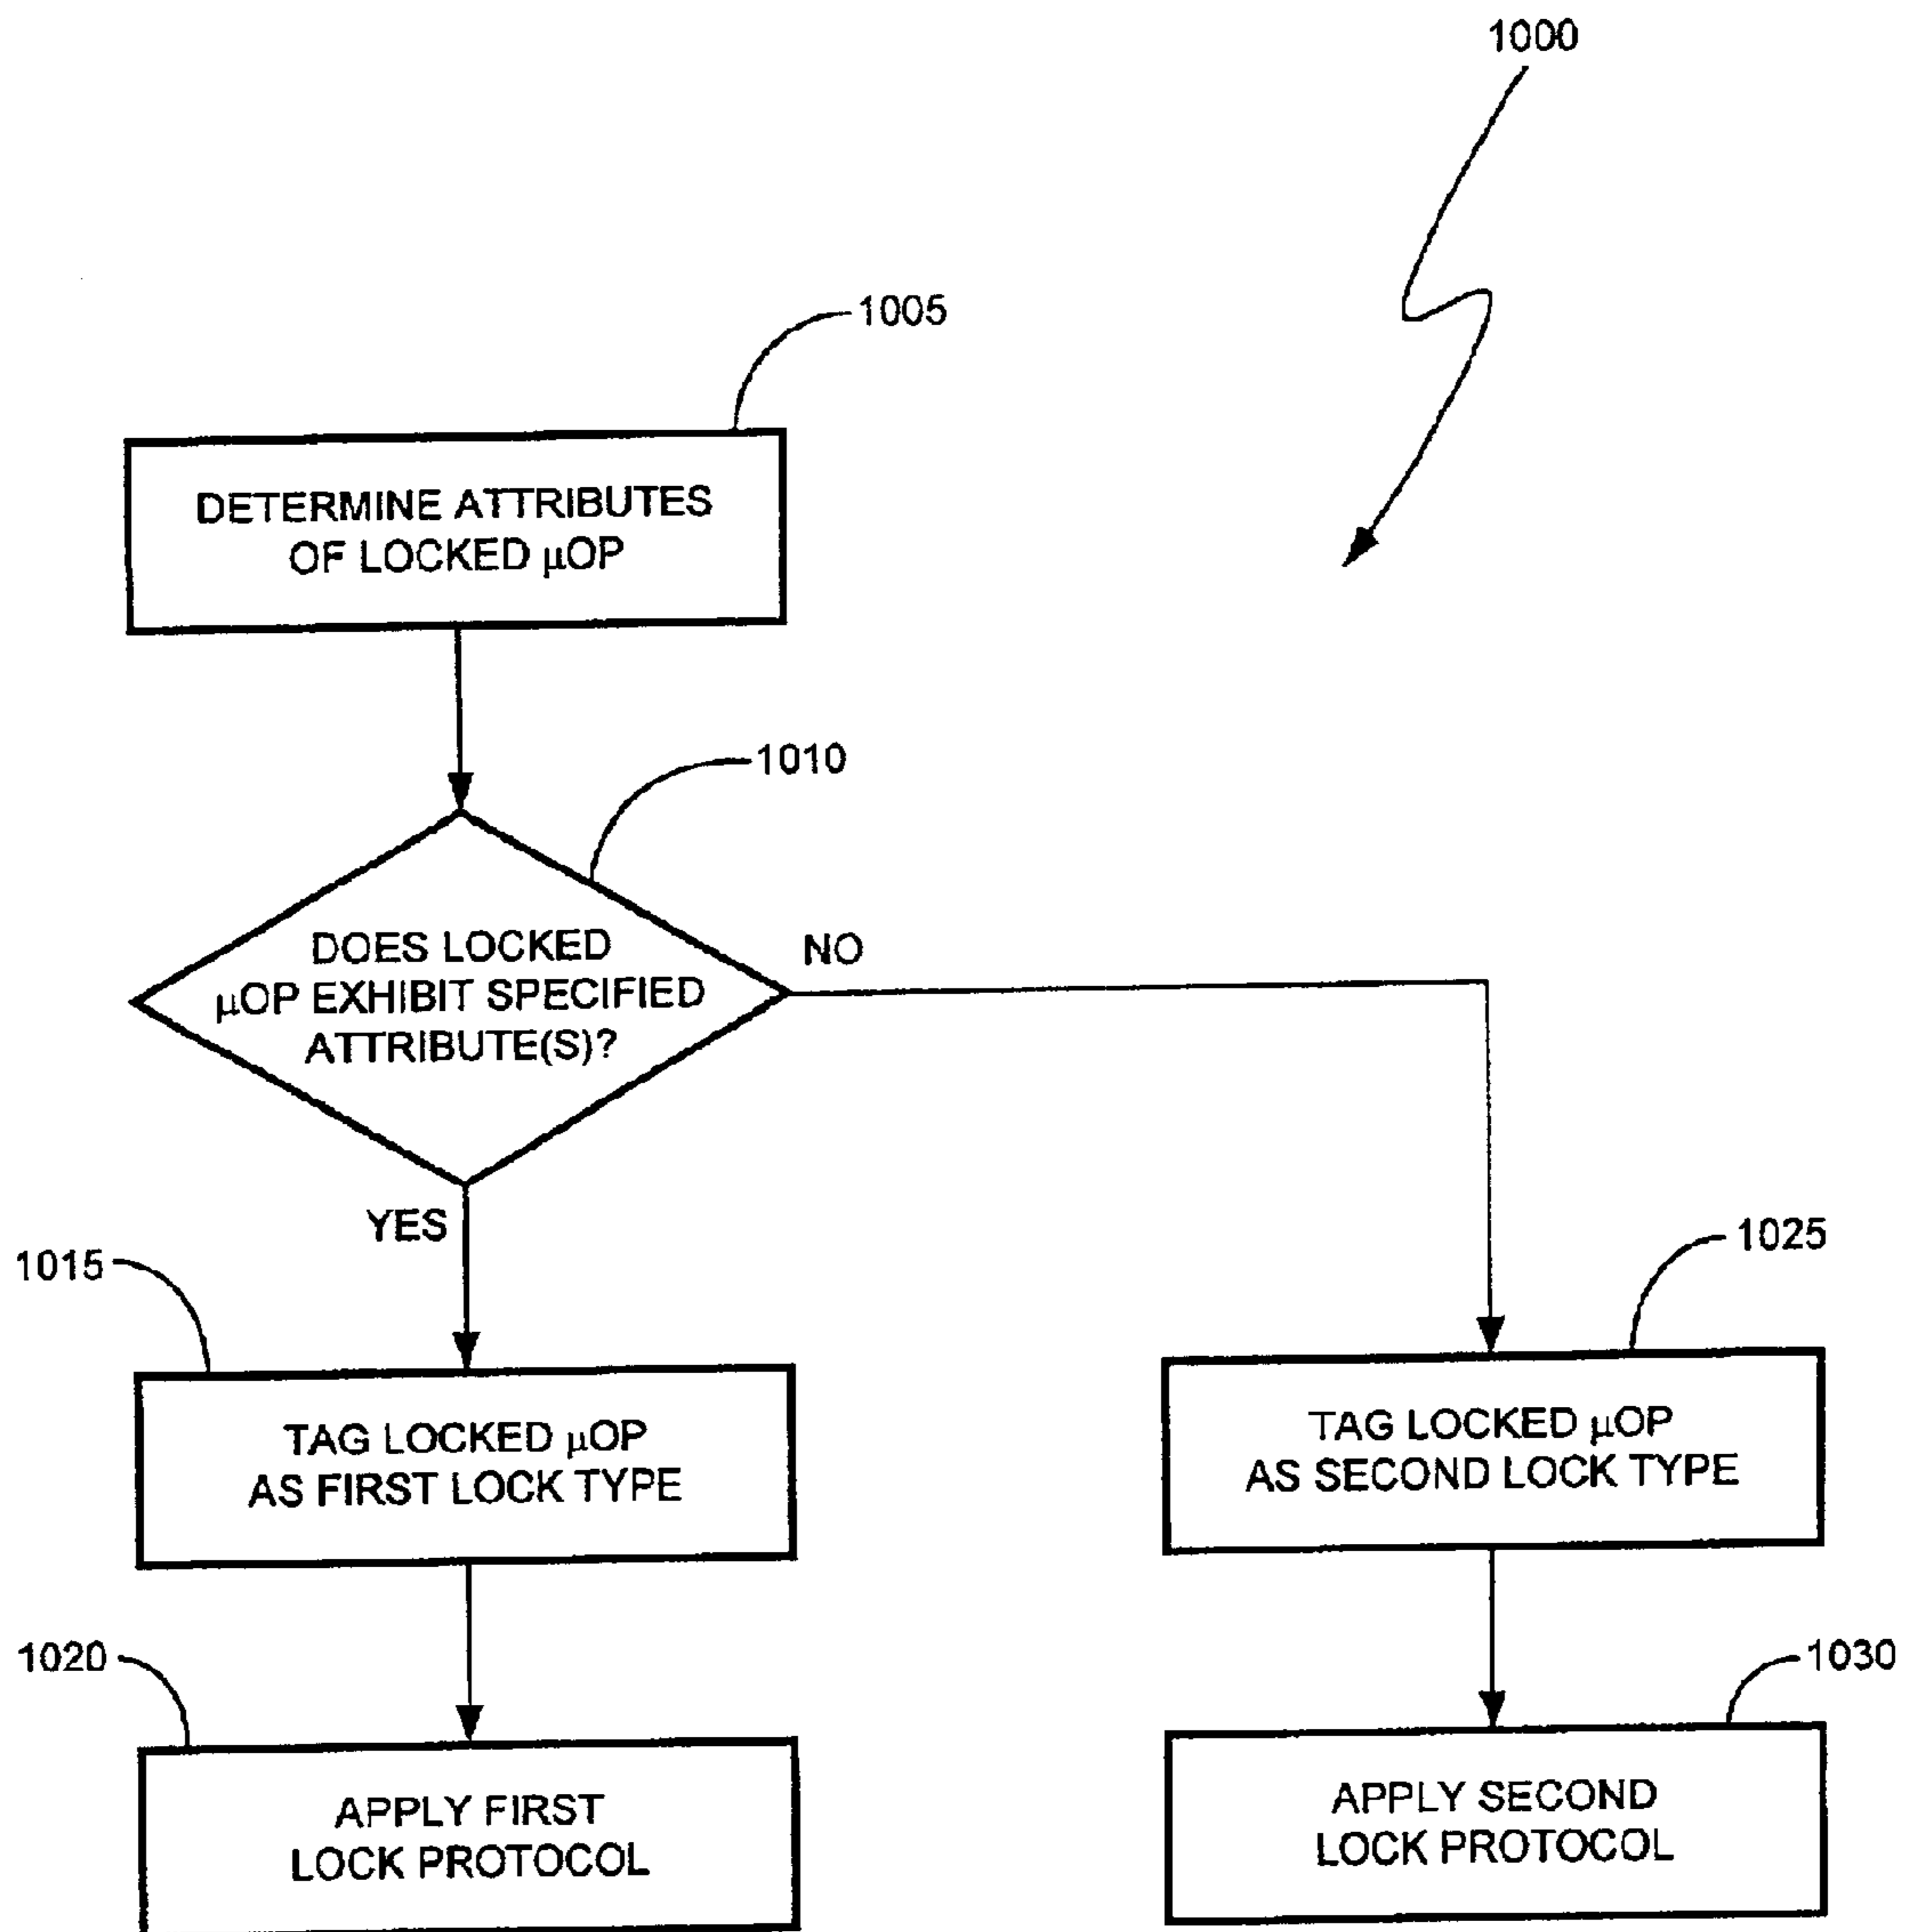 1000
1005
DETERMINE ATTRIBUTES
OF LOCKED µOP
1010
DOES LOCKED
µOP EXHIBIT SPECIFIED
ATTRIBUTE(S)?
NO
YES
1015
TAG LOCKED µOP
AS FIRST LOCK TYPE
1025
TAG LOCKED µOP
AS SECOND LOCK TYPE
1020
APPLY FIRST
LOCK PROTOCOL
1030
APPLY SECOND
LOCK PROTOCOL